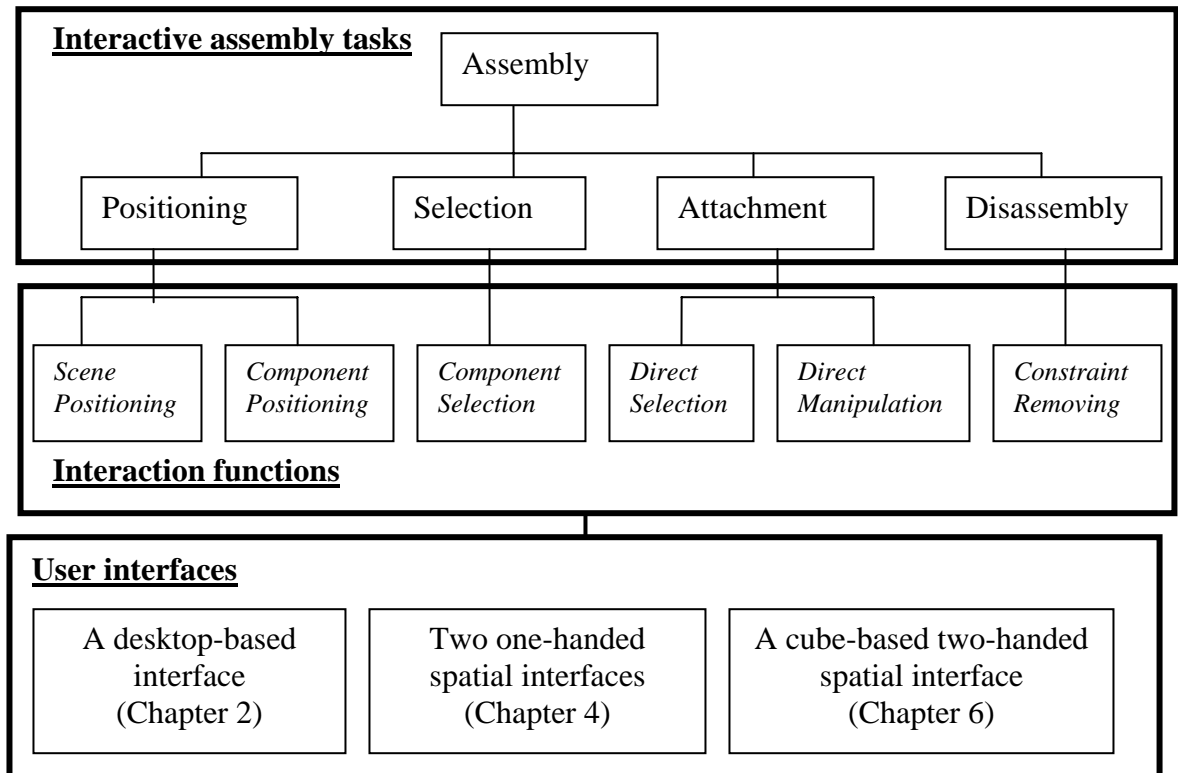 Interactive assembly tasks
Assembly
Positioning
Selection
Attachment
Disassembly
Scene
Positioning
Component
Positioning
Component
Selection
Direct
Selection
Direct
Manipulation
Constraint
Removing
Interaction functions
User interfaces
A desktop-based
interface
(Chapter 2)
Two one-handed
spatial interfaces
(Chapter 4)
A cube-based two-handed
spatial interface
(Chapter 6)